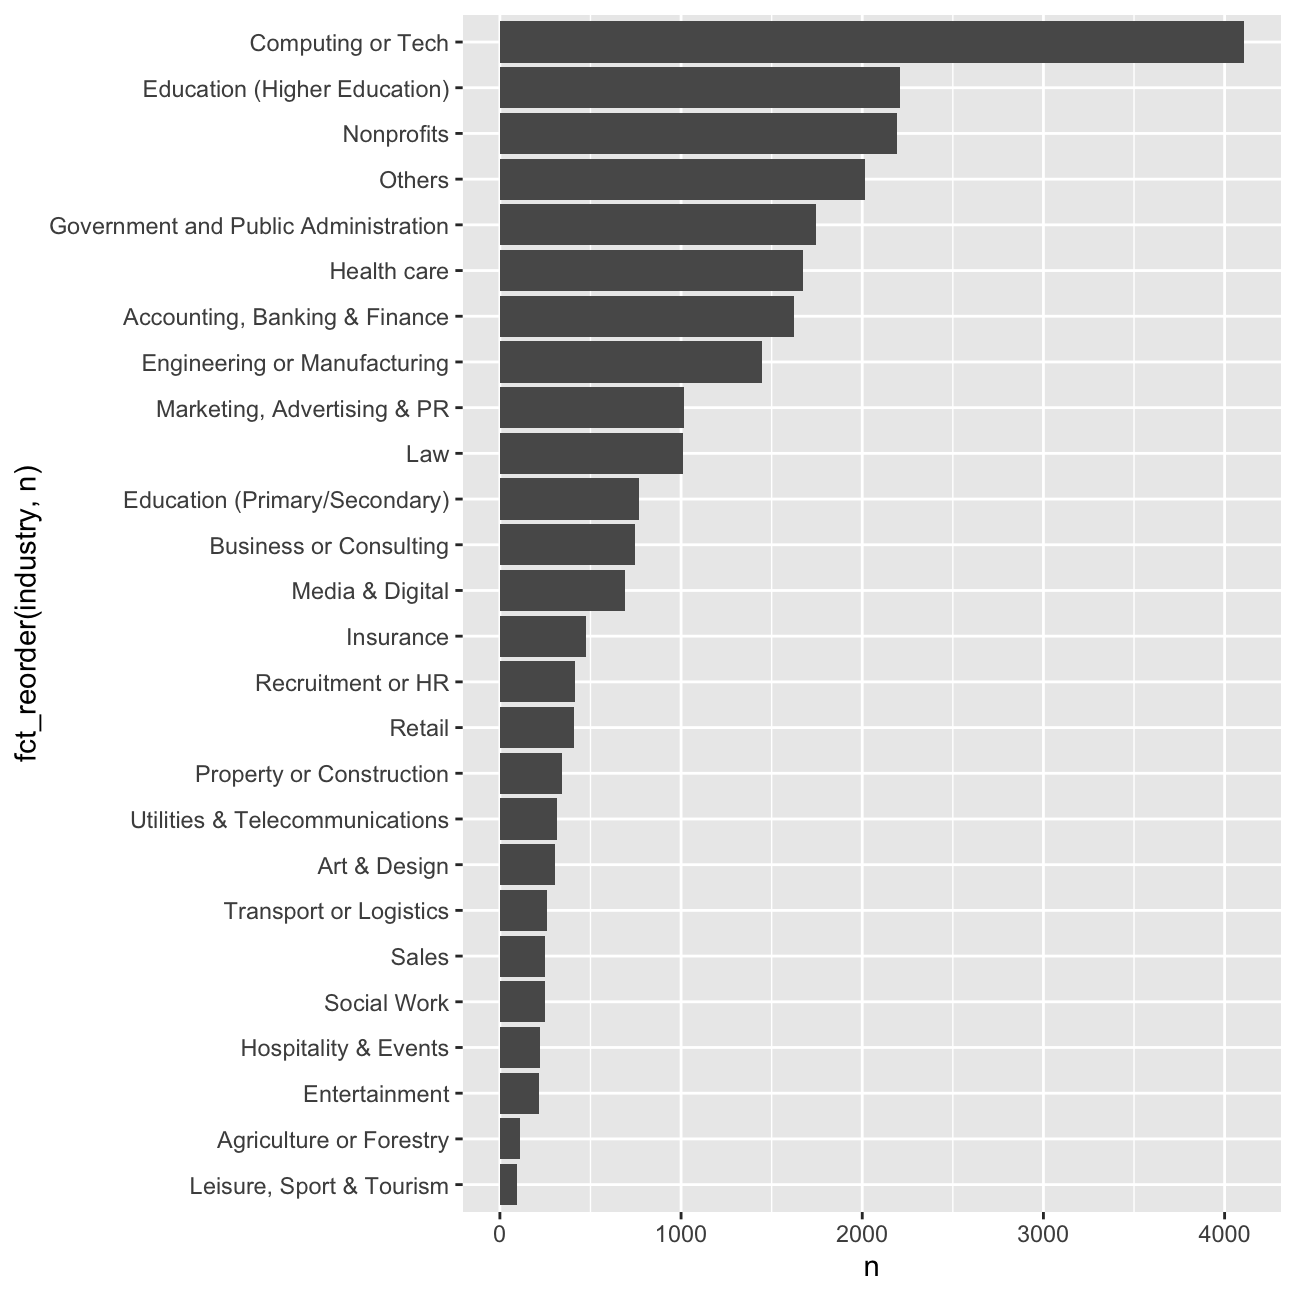 Computing or Tech
Education (Higher Education)
Nonprofits
Others
Government and Public Administration
Health care
Accounting, Banking & Finance
Engineering or Manufacturing
Marketing, Advertising & PR
Law
Education (Primary/Secondary)
Business or Consulting
Media & Digital
Insurance
Recruitment or HR
Retail
Property or Construction
Utilities & Telecommunications
Art & Design
Transport or Logistics
Sales
Social Work
Hospitality & Events
Entertainment
Agriculture or Forestry
Leisure, Sport & Tourism
fct_reorder(industry, n)
0 1000 2000 3000 4000
n